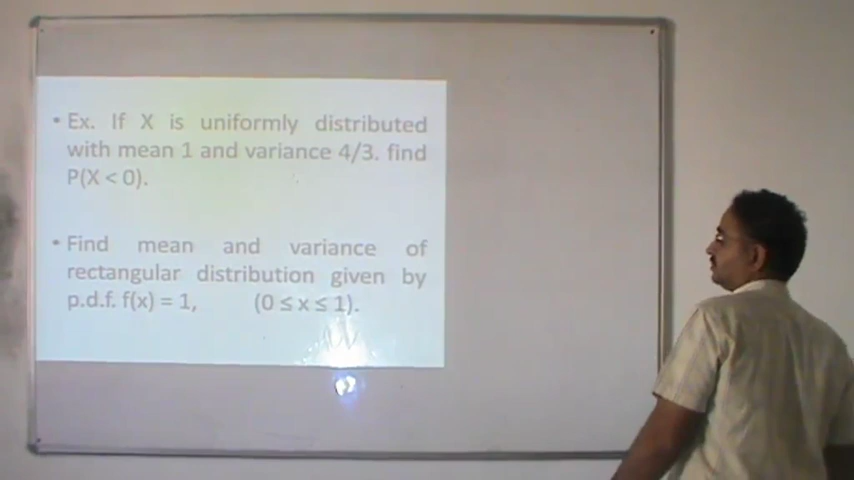 • Ex. If X is uniformly distributed
with mean 1 and variance 4/3. find
P(X < 0).
• Find mean and variance of
rectangular distribution given by
p.d.f. f(x) = 1, (0 ≤ x ≤ 1).